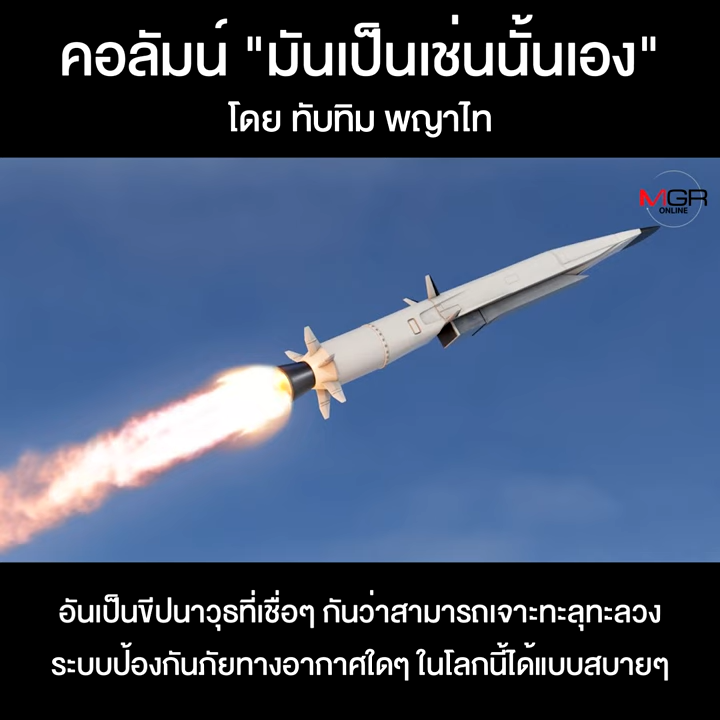 คอลัมน์ "มันเป็นเช่นนั้นเอง"
โดย ทับทิม พญาไท
MGR
ONLINE
อันเป็นขีปนาวุธที่เชื่อๆ กันว่าสามารถเจาะทะลุทะลวง
ระบบป้องกันภัยทางอากาศใดๆ ในโลกนี้ได้แบบสบายๆ